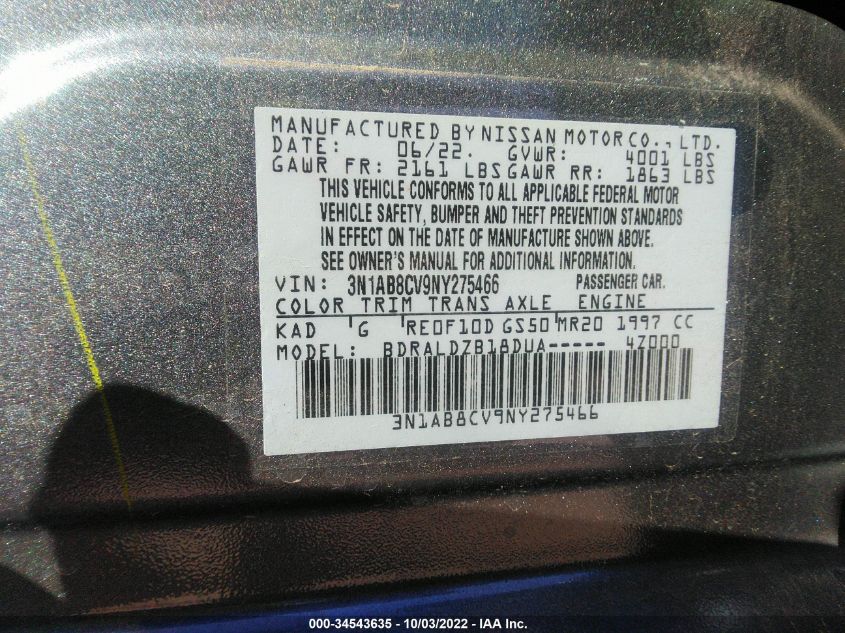 MANUFACTURED BY NISSAN MOTOR CO., LTD.
DATE: 06/22. GVWR: 4001 LBS
GAWR FR: 2161 LBS GAWR RR: 1863 LBS
THIS VEHICLE CONFORMS TO ALL APPLICABLE FEDERAL MOTOR
VEHICLE SAFETY, BUMPER AND THEFT PREVENTION STANDARDS
IN EFFECT ON THE DATE OF MANUFACTURE SHOWN ABOVE.
SEE OWNER'S MANUAL FOR ADDITIONAL INFORMATION.
VIN: 3N1AB8CV9NY275466 PASSENGER CAR.
COLOR TRIM TRANS AXLE ENGINE
KAD G RE0F10D GS50 MR20 1997 CC
MODEL: BDRALDZB18DUA----- 4Z000
3N1AB8CV9NY275466
000-34543635 - 10/03/2022 - IAA Inc.